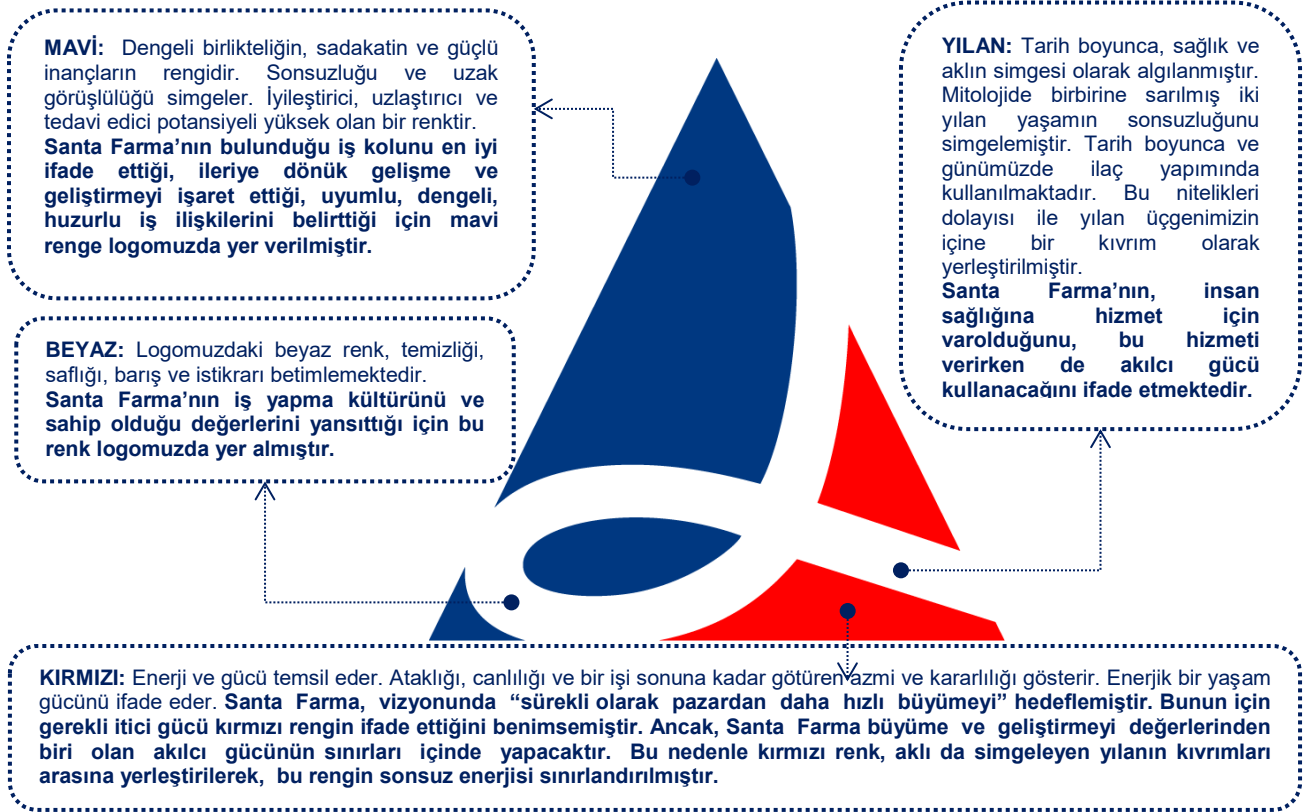 MAVİ: Dengeli birlikteliğin, sadakatin ve güçlü
inançların rengidir. Sonsuzluğu ve uzak
görüşlülüğü simgeler. İyileştirici, uzlaştırıcı ve
tedavi edici potansiyeli yüksek olan bir renktir.
Santa Farma’nın bulunduğu iş kolunu en iyi
ifade ettiği, ileriye dönük gelişme ve
geliştirmeyi işaret ettiği, uyumlu, dengeli,
huzurlu iş ilişkilerini belirttiği için mavi
renge logomuzda yer verilmiştir.
YILAN: Tarih boyunca, sağlık ve
aklın simgesi olarak algılanmıştır.
Mitolojide birbirine sarılmış iki
yılan yaşamın sonsuzluğunu
simgelemiştir. Tarih boyunca ve
günümüzde ilaç yapımında
kullanılmaktadır. Bu nitelikleri
dolayısı ile yılan üçgenimizin
içine bir kıvrım olarak
yerleştirilmiştir.
Santa Farma’nın, insan
sağlığına hizmet için
varolduğunu, bu hizmeti
verirken de akılcı gücü
kullanacağını ifade etmektedir.
BEYAZ: Logomuzdaki beyaz renk, temizliği,
saflığı, barış ve istikrarı betimlemektedir.
Santa Farma’nın iş yapma kültürünü ve
sahip olduğu değerlerini yansıttığı için bu
renk logomuzda yer almıştır.
KIRMIZI: Enerji ve gücü temsil eder. Ataklığı, canlılığı ve bir işi sonuna kadar götüren azmi ve kararlılığı gösterir. Enerjik bir yaşam
gücünü ifade eder. Santa Farma, vizyonunda “sürekli olarak pazardan daha hızlı büyümeyi” hedeflemiştir. Bunun için
gerekli itici gücü kırmızı rengin ifade ettiğini benimsemiştir. Ancak, Santa Farma büyüme ve geliştirmeyi değerlerinden
biri olan akılcı gücünün sınırları içinde yapacaktır. Bu nedenle kırmızı renk, aklı da simgeleyen yılanın kıvrımları
arasına yerleştirilerek, bu rengin sonsuz enerjisi sınırlandırılmıştır.